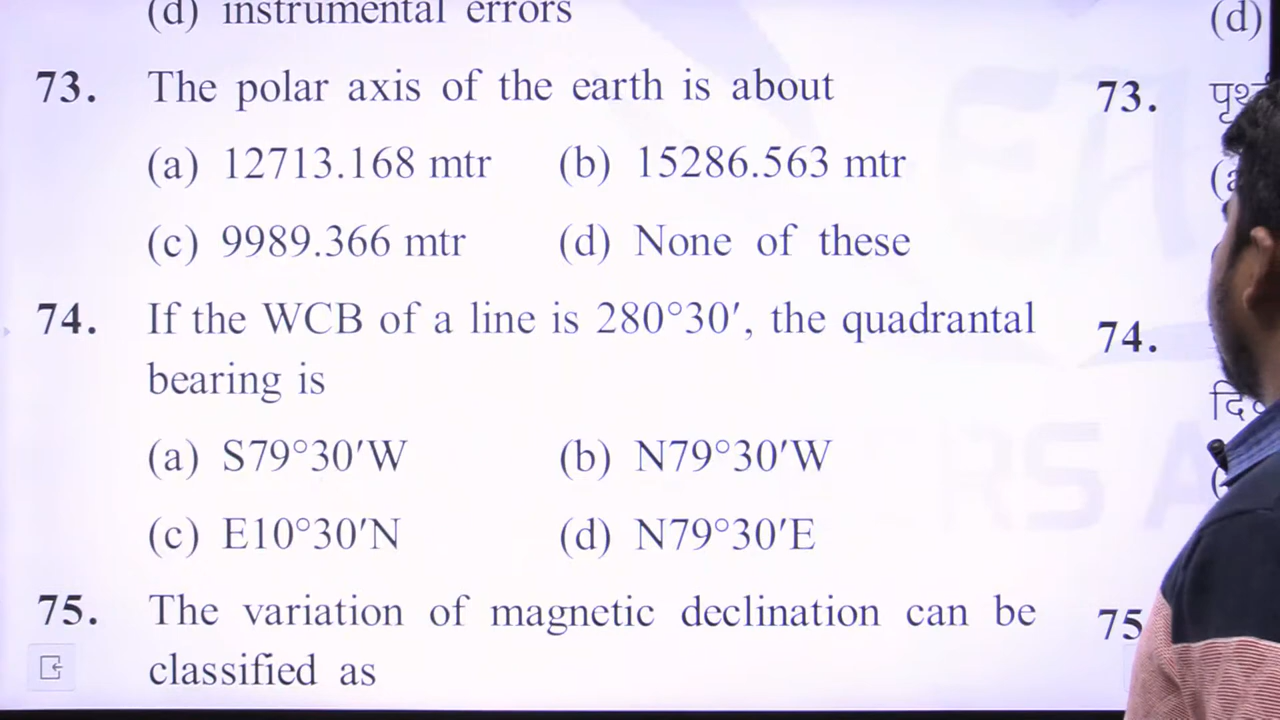 (d) instrumental errors
73. The polar axis of the earth is about
(a) 12713.168 mtr (b) 15286.563 mtr
(c) 9989.366 mtr (d) None of these
74. If the WCB of a line is 280°30′, the quadrantal
bearing is
(a) S79°30′W (b) N79°30′W
(c) E10°30′N (d) N79°30′E
75. The variation of magnetic declination can be
classified as
(d)
73.
74.
75